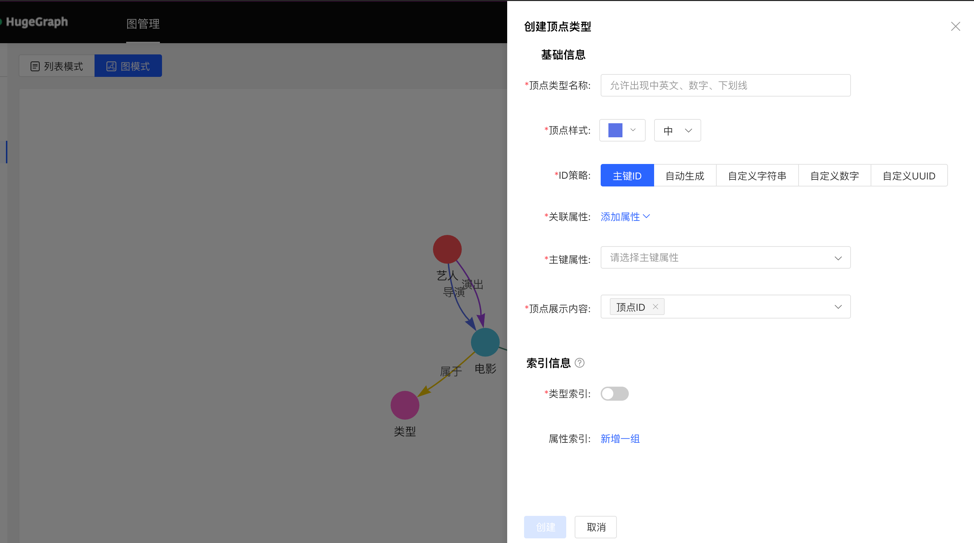 HugeGraph
图管理
列表模式
图模式
艺人
演出
导演
电影
属于
类型
创建顶点类型
基础信息
*顶点类型名称: 允许出现中英文、数字、下划线
*顶点样式: 中
*ID策略: 主键ID 自动生成 自定义字符串 自定义数字 自定义UUID
*关联属性: 添加属性
*主键属性: 请选择主键属性
*顶点展示内容: 顶点ID
索引信息
*类型索引:
属性索引: 新增一组
创建 取消